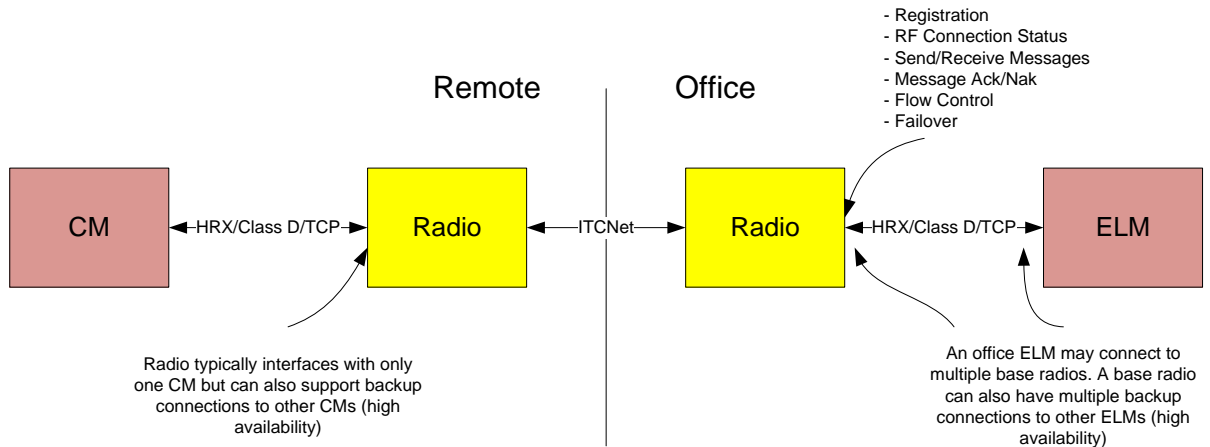 - Registration
- RF Connection Status
- Send/Receive Messages
- Message Ack/Nak
- Flow Control
- Failover
Remote
Office
CM
HRX/Class D/TCP
Radio
ITCNet
Radio
HRX/Class D/TCP
ELM
Radio typically interfaces with only
one CM but can also support backup
connections to other CMs (high
availability)
An office ELM may connect to
multiple base radios. A base radio
can also have multiple backup
connections to other ELMs (high
availability)